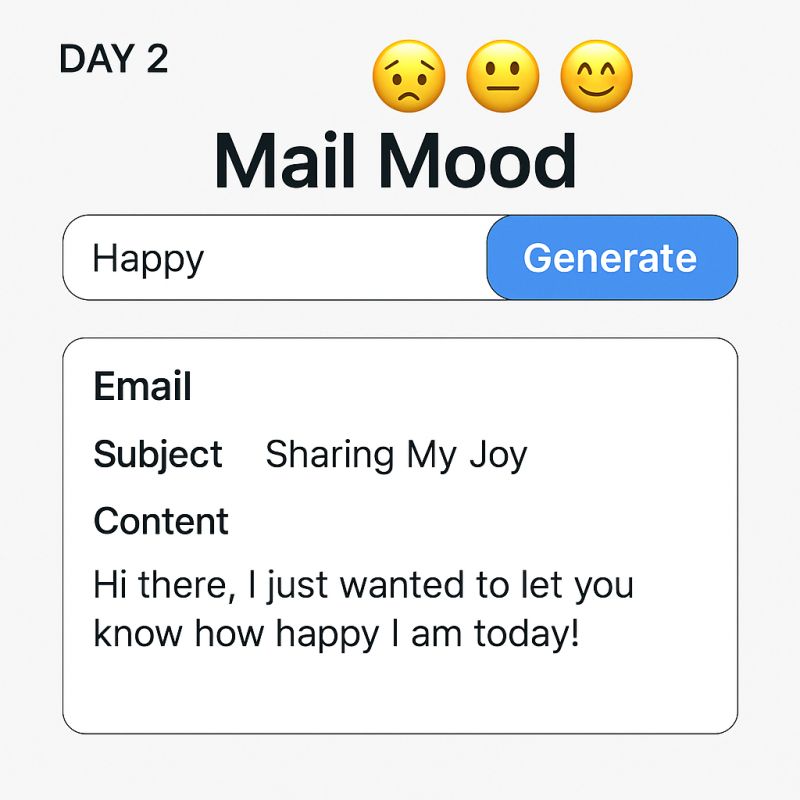 DAY 2
Mail Mood
Happy
Generate
Email
Subject Sharing My Joy
Content
Hi there, I just wanted to let you
know how happy I am today!